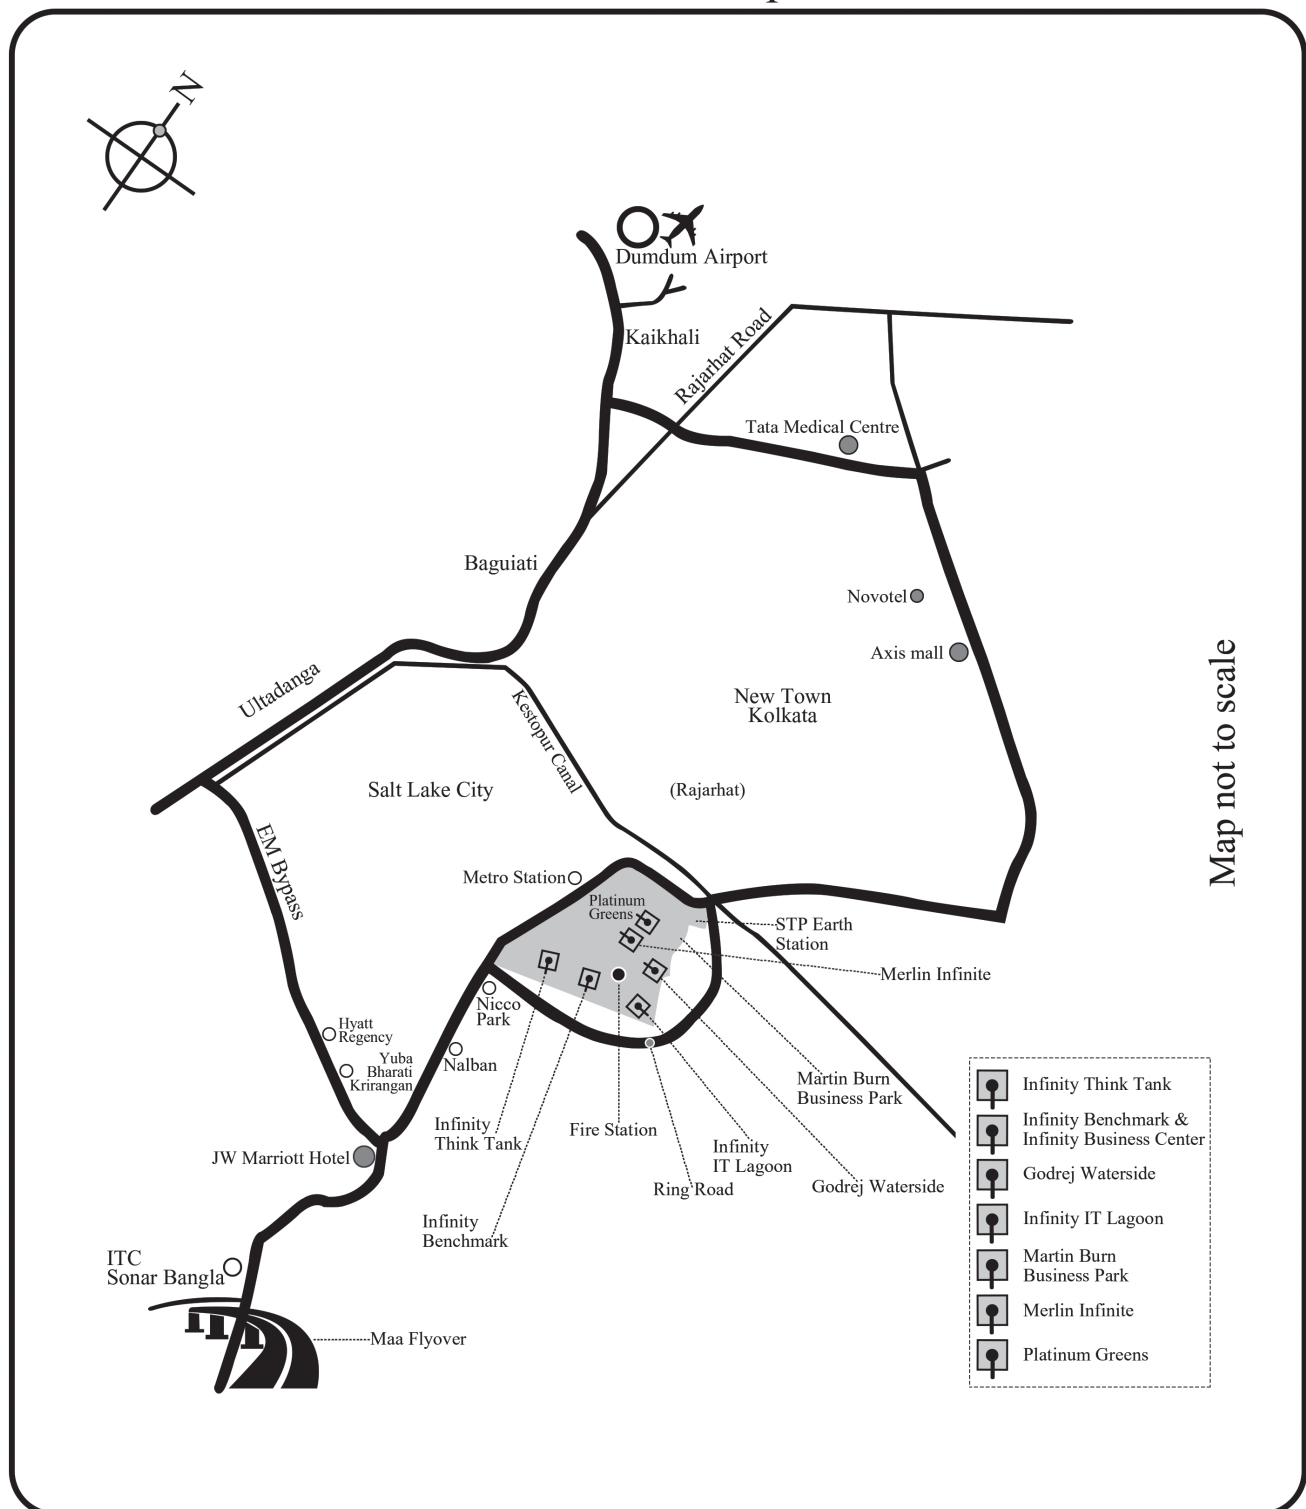 N
Dumdum Airport
Kaikhali
Rajarhat Road
Tata Medical Centre
Baguiati
Novotel
Axis mall
Ultadanga
Kestopur Canal
New Town
Kolkata
Map not to scale
Salt Lake City
(Rajarhat)
EM Bypass
Metro Station
Platinum
Greens
STP Earth
Station
Merlin Infinite
Nicco
Park
Hyatt
Regency
Yuba
Bharati
Krirangan
Nalban
Martin Burn
Business Park
Infinity
Think Tank
Fire Station
Infinity
IT Lagoon
JW Marriott Hotel
Ring Road
Godrej Waterside
Infinity
Benchmark
ITC
Sonar Bangla
Maa Flyover
Infinity Think Tank
Infinity Benchmark &
Infinity Business Center
Godrej Waterside
Infinity IT Lagoon
Martin Burn
Business Park
Merlin Infinite
Platinum Greens